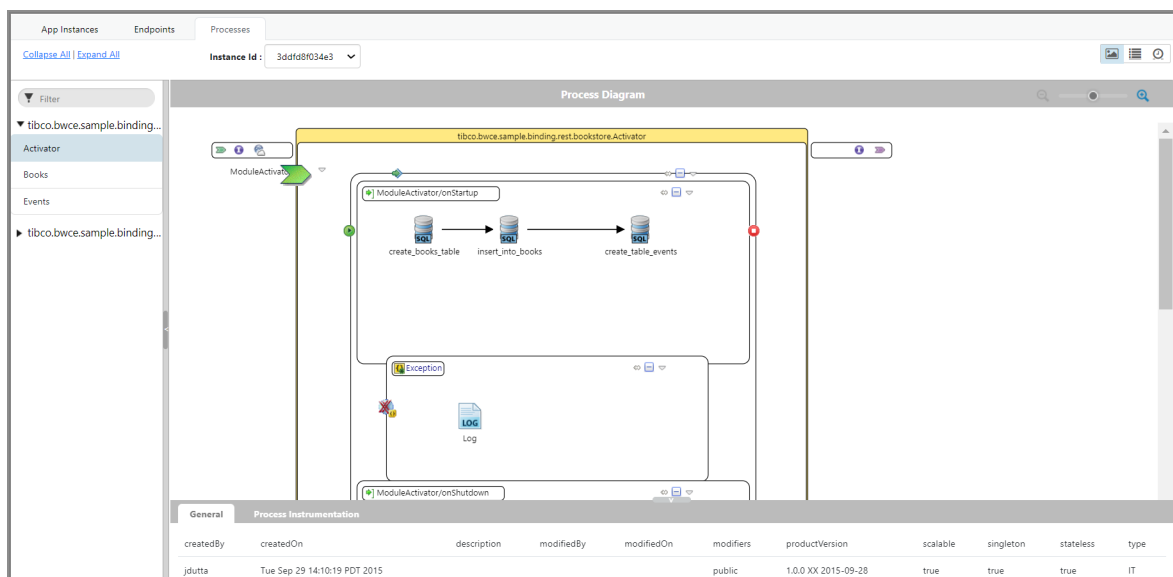 App Instances Endpoints Processes
Collapse All | Expand All Instance Id : 3ddfd8f034e3
Filter Process Diagram
tibco.bwce.sample.binding...
tibco.bwce.sample.binding.rest.bookstore.Activator
Activator
Books
Events
tibco.bwce.sample.binding...
ModuleActivator
ModuleActivator/onStartup
SQL SQL SQL
create_books_table insert_into_books create_table_events
Exception
LOG
Log
ModuleActivator/onShutdown
General Process Instrumentation
createdBy createdOn description modifiedBy modifiedOn modifiers productVersion scalable singleton stateless type
jdutta Tue Sep 29 14:10:19 PDT 2015 public 1.0.0 XX 2015-09-28 true true true IT